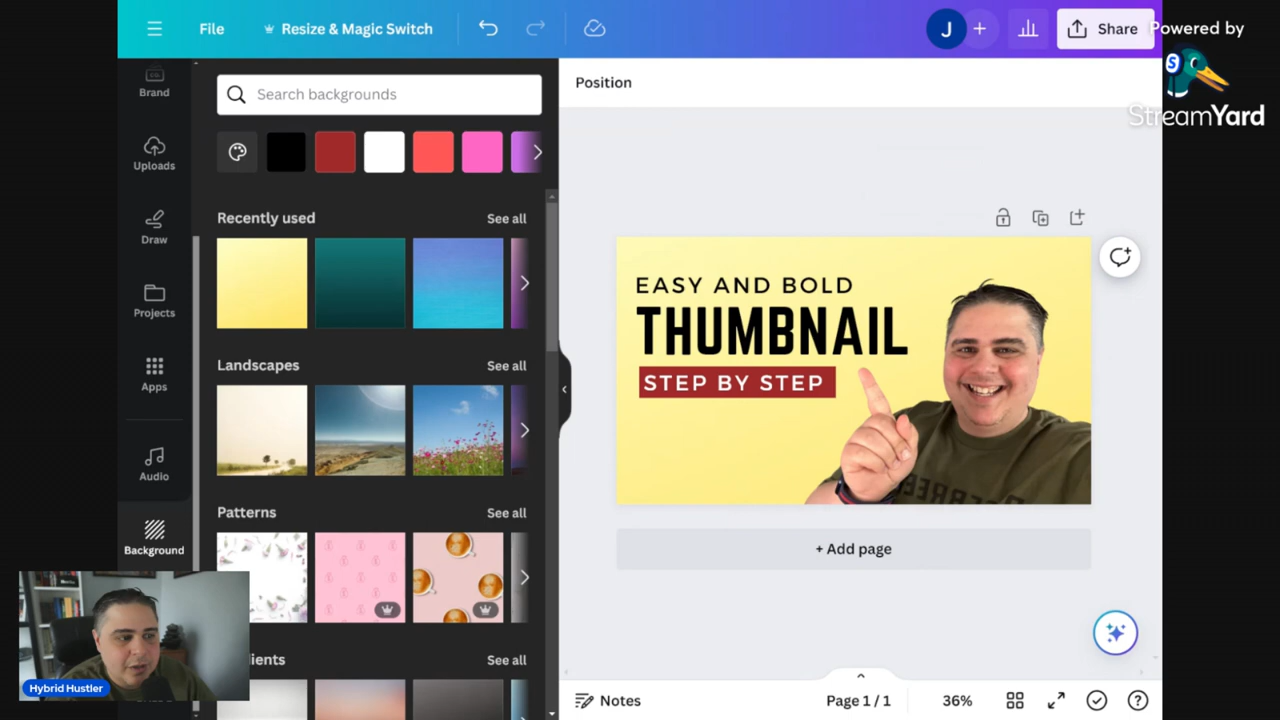 File
Resize & Magic Switch
J
Share
Powered by
StreamYard
S
Brand
Uploads
Draw
Projects
Apps
Audio
Background
Search backgrounds
Recently used
See all
Landscapes
See all
Patterns
See all
See all
Position
EASY AND BOLD
THUMBNAIL
STEP BY STEP
+ Add page
Notes
Page 1 / 1
36%
Hybrid Hustler